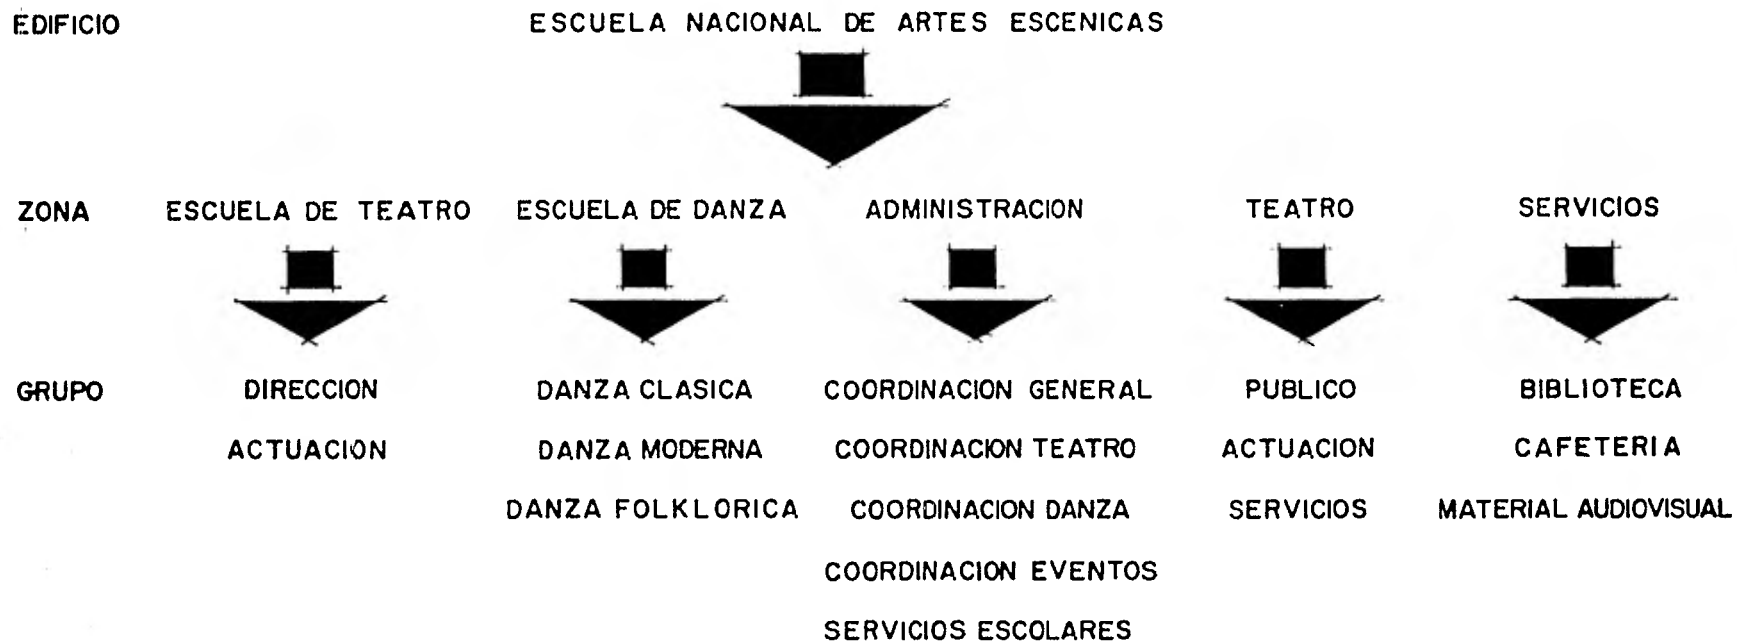 EDIFICIO ESCUELA NACIONAL DE ARTES ESCENICAS
ZONA ESCUELA DE TEATRO ESCUELA DE DANZA ADMINISTRACION TEATRO SERVICIOS
GRUPO DIRECCION DANZA CLASICA COORDINACION GENERAL PUBLICO BIBLIOTECA
ACTUACION DANZA MODERNA COORDINACION TEATRO ACTUACION CAFETERIA
DANZA FOLKLORICA COORDINACION DANZA SERVICIOS MATERIAL AUDIOVISUAL
COORDINACION EVENTOS
SERVICIOS ESCOLARES